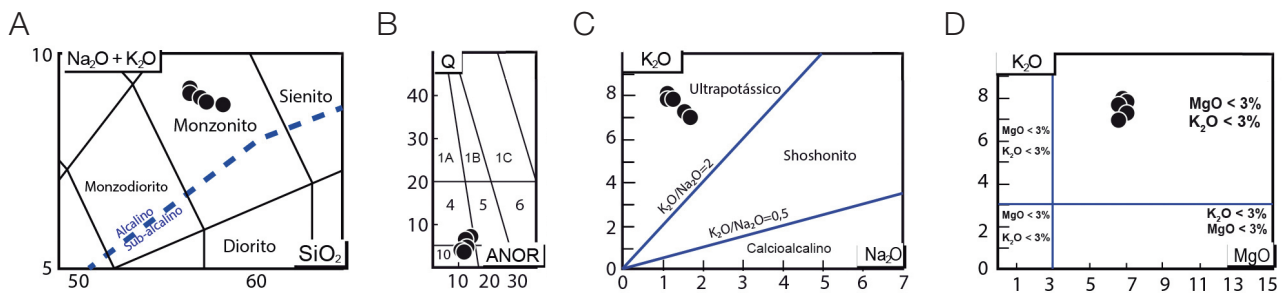 A
Na₂O + K₂O
10
5
50
60
Monzonito
Sienito
Monzodiorito
Alcalino
Sub-alcalino
Diorito
SiO₂
B
Q
40
30
20
10
1A
1B
1C
4
5
6
10
ANOR
10 20 30
C
K₂O
8
6
4
2
0
Ultrapotássico
K₂O/Na₂O=2
Shoshonito
K₂O/Na₂O=0,5
Calcioalcalino
Na₂O
0 1 2 3 4 5 6 7
D
K₂O
8
6
4
2
0
MgO < 3%
K₂O < 3%
MgO < 3%
K₂O < 3%
MgO < 3%
K₂O < 3%
K₂O < 3%
MgO < 3%
MgO
1 3 5 7 9 11 13 15